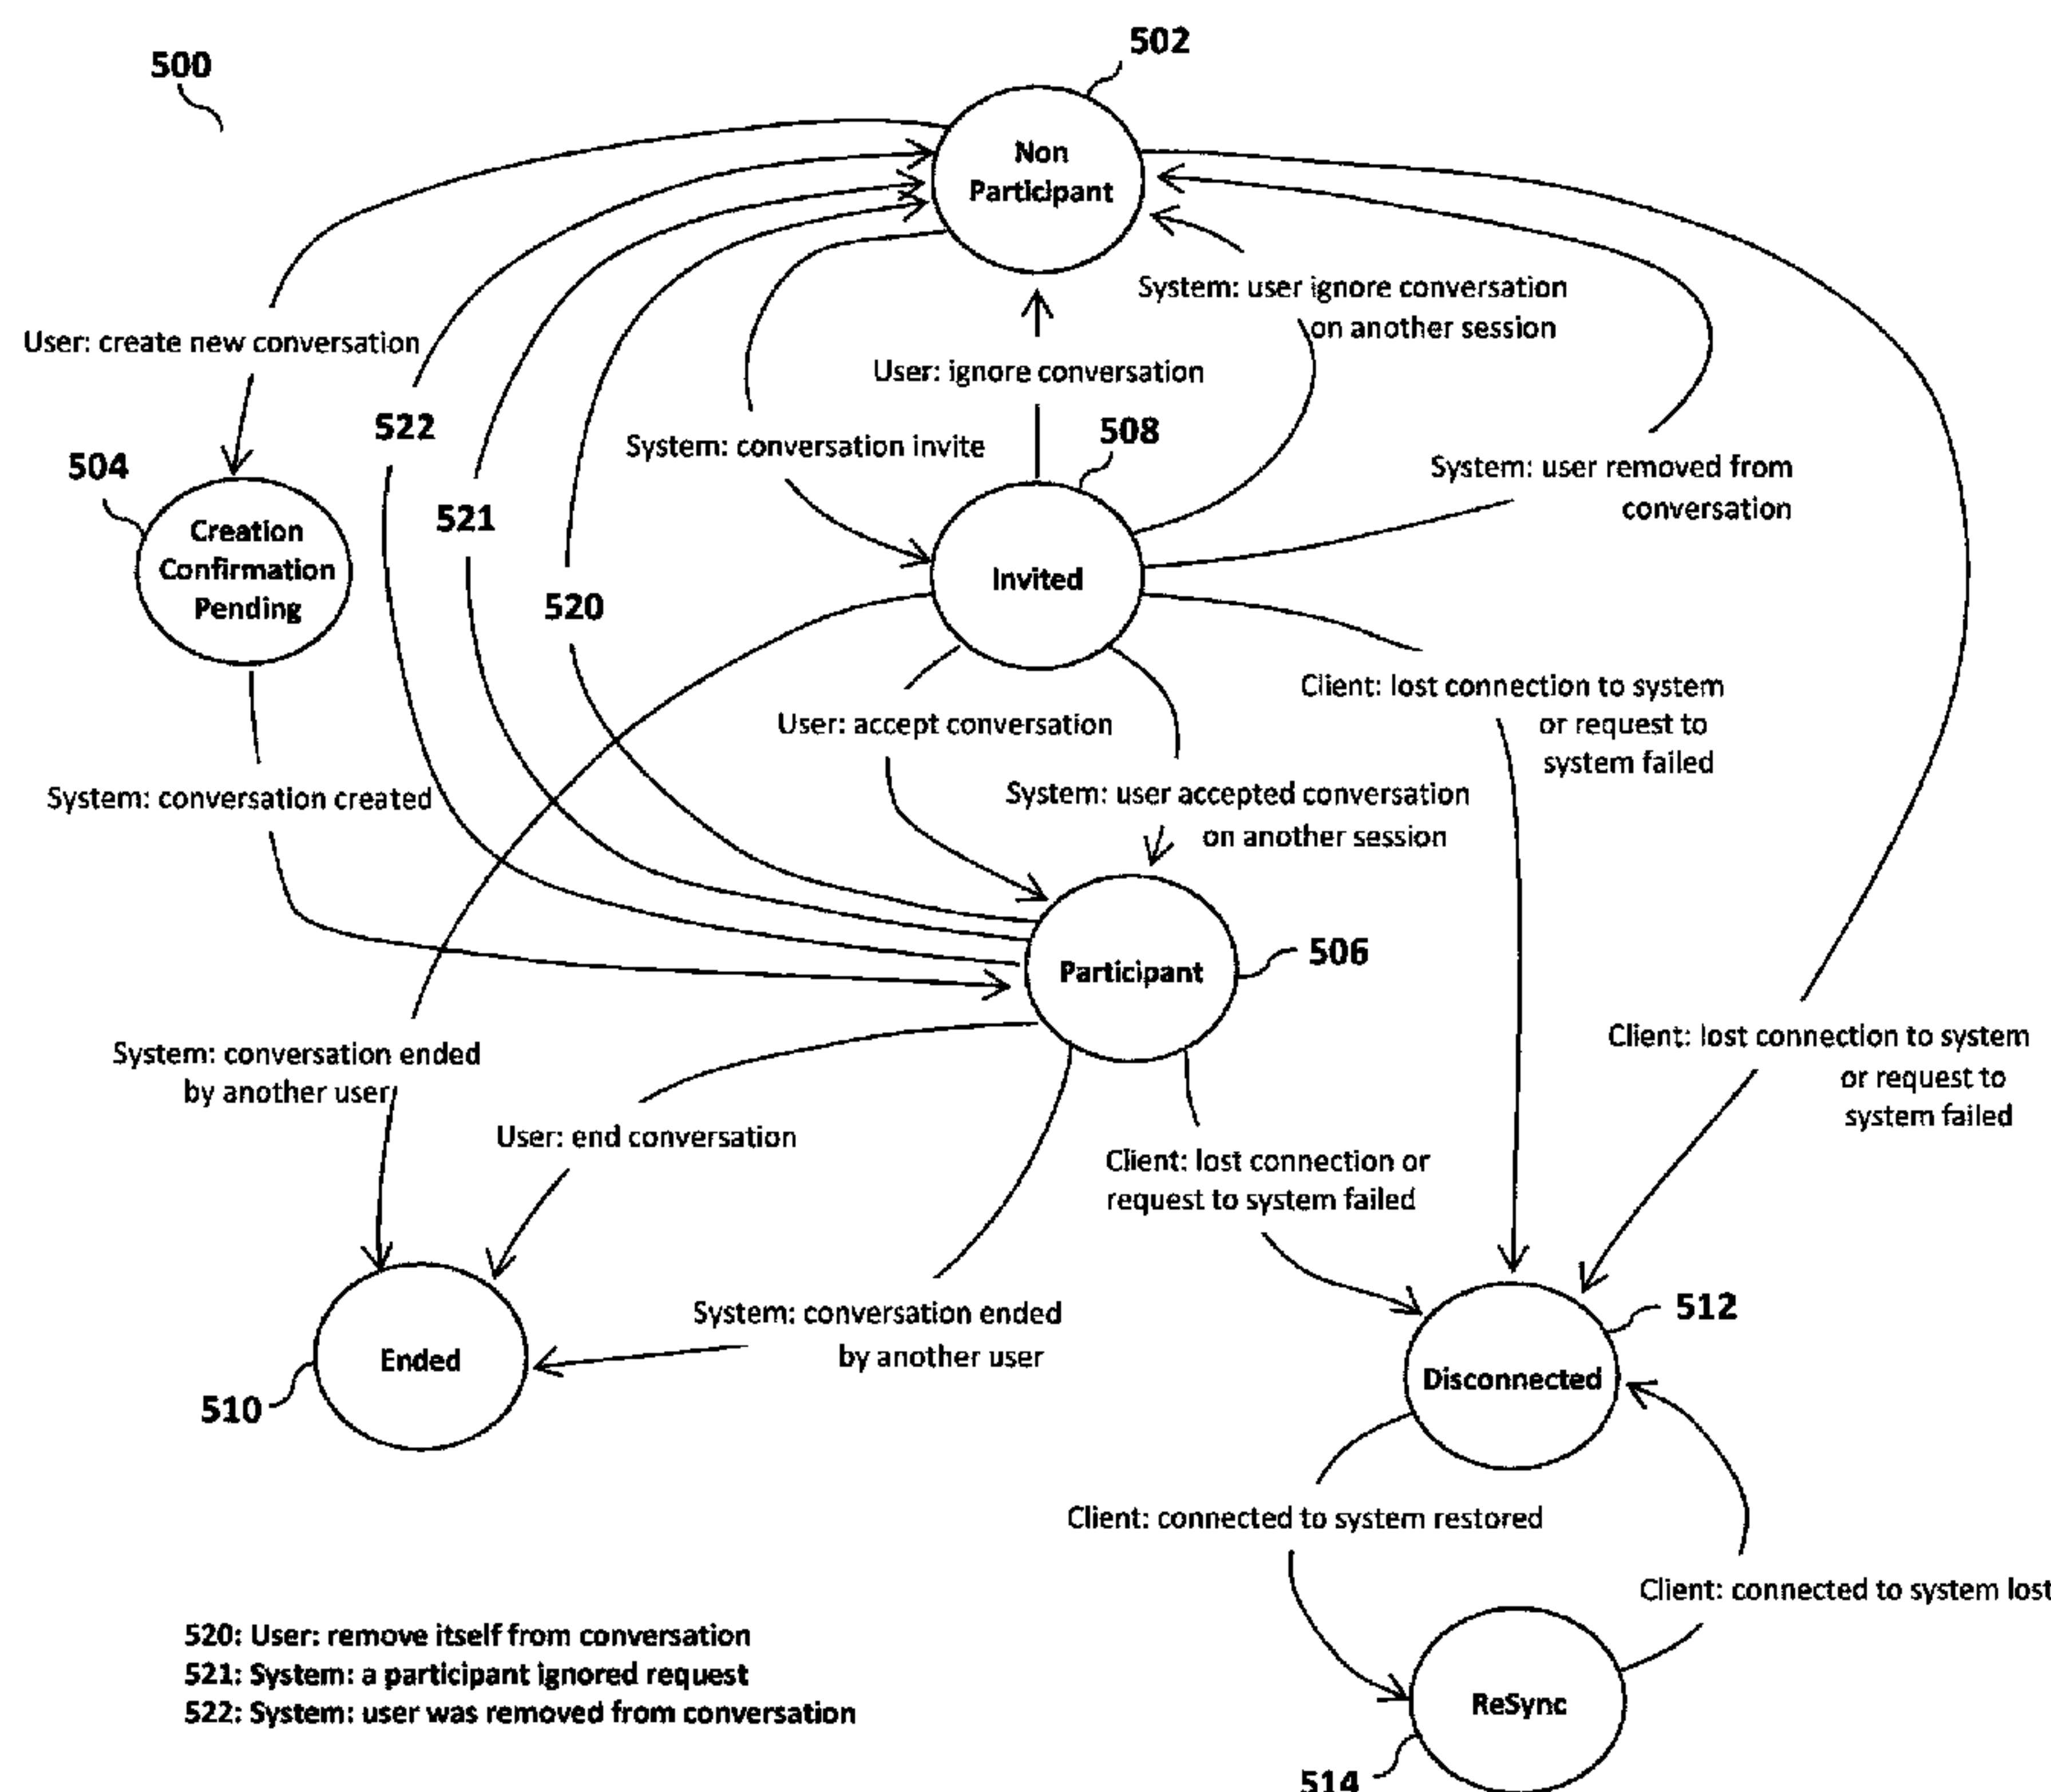 500
502
Non
Participant
System: user ignore conversation
on another session
User: create new conversation
User: ignore conversation
522
508
System: conversation invite
504
System: user removed from
conversation
521
Creation
Confirmation
Pending
Invited
520
Client: lost connection to system
or request to
system failed
User: accept conversation
System: conversation created
System: user accepted conversation
on another session
Participant
506
Client: lost connection to system
or request to
system failed
System: conversation ended
by another user
User: end conversation
Client: lost connection or
request to system failed
System: conversation ended
by another user
512
Ended
Disconnected
510
Client: connected to system restored
Client: connected to system lost
520: User: remove itself from conversation
521: System: a participant ignored request
522: System: user was removed from conversation
ReSync
514